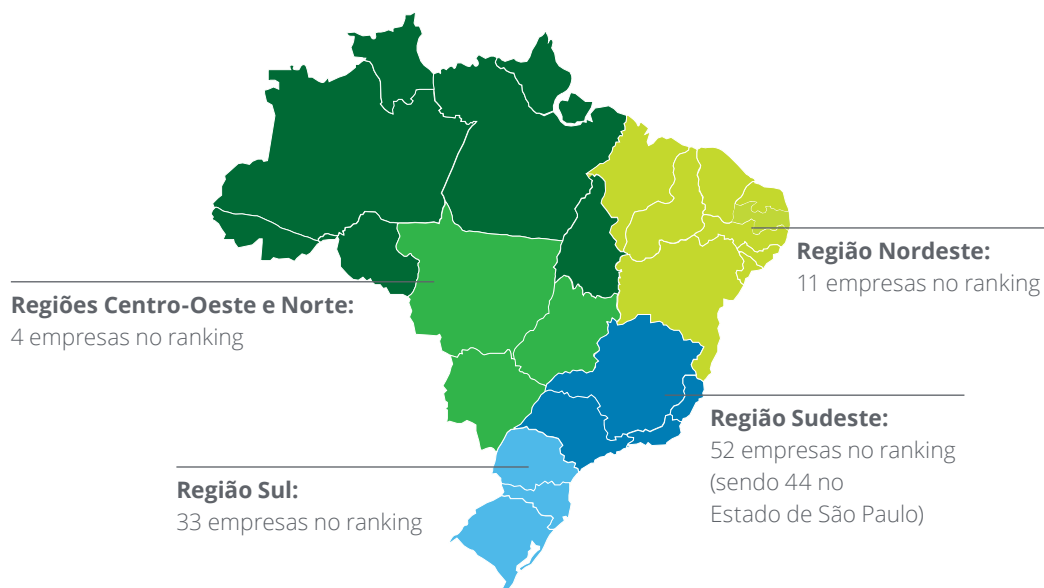 Região Nordeste:
11 empresas no ranking
Regiões Centro-Oeste e Norte:
4 empresas no ranking
Região Sudeste:
52 empresas no ranking
(sendo 44 no
Estado de São Paulo)
Região Sul:
33 empresas no ranking